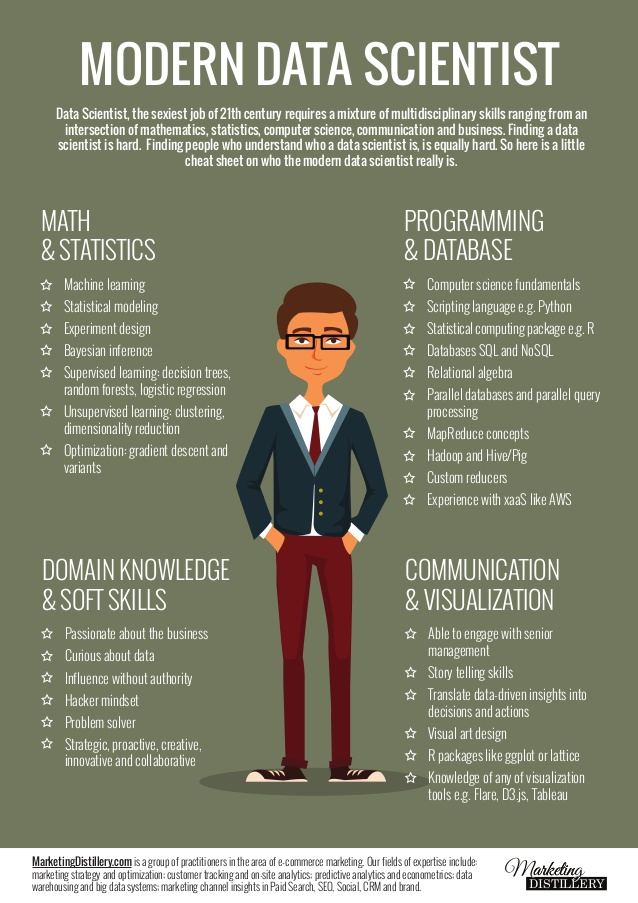 MODERN DATA SCIENTIST
Data Scientist, the sexiest job of 21th century requires a mixture of multidisciplinary skills ranging from an
intersection of mathematics, statistics, computer science, communication and business. Finding a data
scientist is hard. Finding people who understand who a data scientist is, is equally hard. So here is a little
cheat sheet on who the modern data scientist really is.
MATH
& STATISTICS
Machine learning
Statistical modeling
Experiment design
Bayesian inference
Supervised learning: decision trees,
random forests, logistic regression
Unsupervised learning: clustering,
dimensionality reduction
Optimization: gradient descent and
variants
PROGRAMMING
& DATABASE
Computer science fundamentals
Scripting language e.g. Python
Statistical computing package e.g. R
Databases SQL and NoSQL
Relational algebra
Parallel databases and parallel query
processing
MapReduce concepts
Hadoop and Hive/Pig
Custom reducers
Experience with xaaS like AWS
DOMAIN KNOWLEDGE
& SOFT SKILLS
Passionate about the business
Curious about data
Influence without authority
Hacker mindset
Problem solver
Strategic, proactive, creative,
innovative and collaborative
COMMUNICATION
& VISUALIZATION
Able to engage with senior
management
Story telling skills
Translate data-driven insights into
decisions and actions
Visual art design
R packages like ggplot or lattice
Knowledge of any of visualization
tools e.g. Flare, D3.js, Tableau
MarketingDistillery.com is a group of practitioners in the area of e-commerce marketing. Our fields of expertise include:
marketing strategy and optimization; customer tracking and on-site analytics; predictive analytics and econometrics; data
warehousing and big data systems; marketing channel insights in Paid Search, SEO, Social, CRM and brand.
Marketing
DISTILLERY